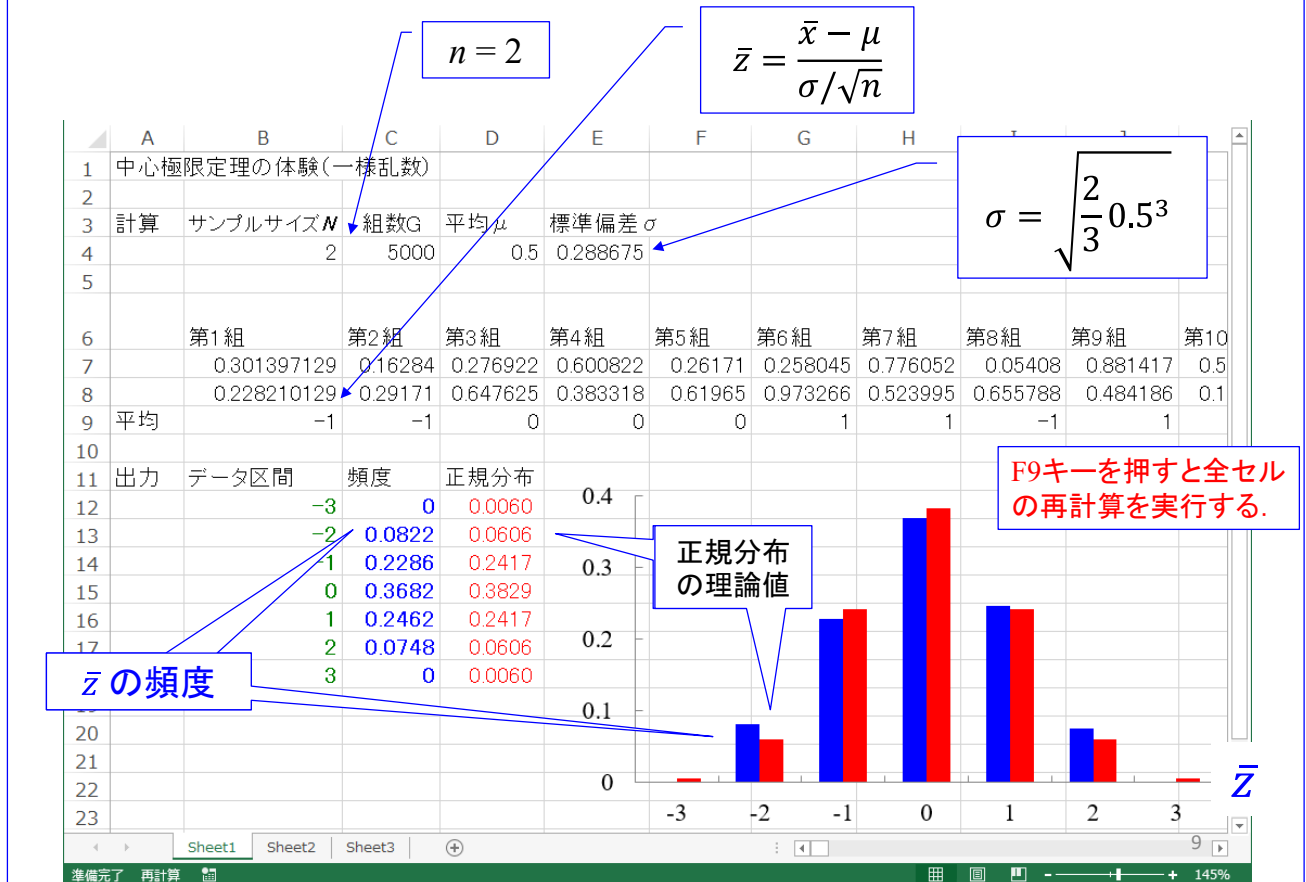 n = 2
z̄ = (x̄ − μ) / (σ/√n)
A B C D E F G H
1 中心極限定理の体験(一様乱数)
2
σ = √(2/3 0.5³)
3 計算 サンプルサイズN 組数G 平均μ 標準偏差σ
4 2 5000 0.5 0.288675
5
6 第1組 第2組 第3組 第4組 第5組 第6組 第7組 第8組 第9組 第10
7 0.301397129 0.16284 0.276922 0.600822 0.26171 0.258045 0.776052 0.05408 0.881417 0.5
8 0.228210129 0.29171 0.647625 0.383318 0.61965 0.973266 0.523995 0.655788 0.484186 0.1
9 平均 -1 -1 0 0 0 1 1 -1 1
10
F9キーを押すと全セル
の再計算を実行する.
11 出力 データ区間 頻度 正規分布
12 -3 0 0.0060
13 -2 0.0822 0.0606
14 -1 0.2286 0.2417
15 0 0.3682 0.3829
16 1 0.2462 0.2417
17 2 0.0748 0.0606
3 0 0.0060
正規分布
の理論値
z̄ の頻度
20
21
22
23
0.4
0.3
0.2
0.1
0
-3 -2 -1 0 1 2 3
z̄
Sheet1 Sheet2 Sheet3
9
準備完了 再計算 145%